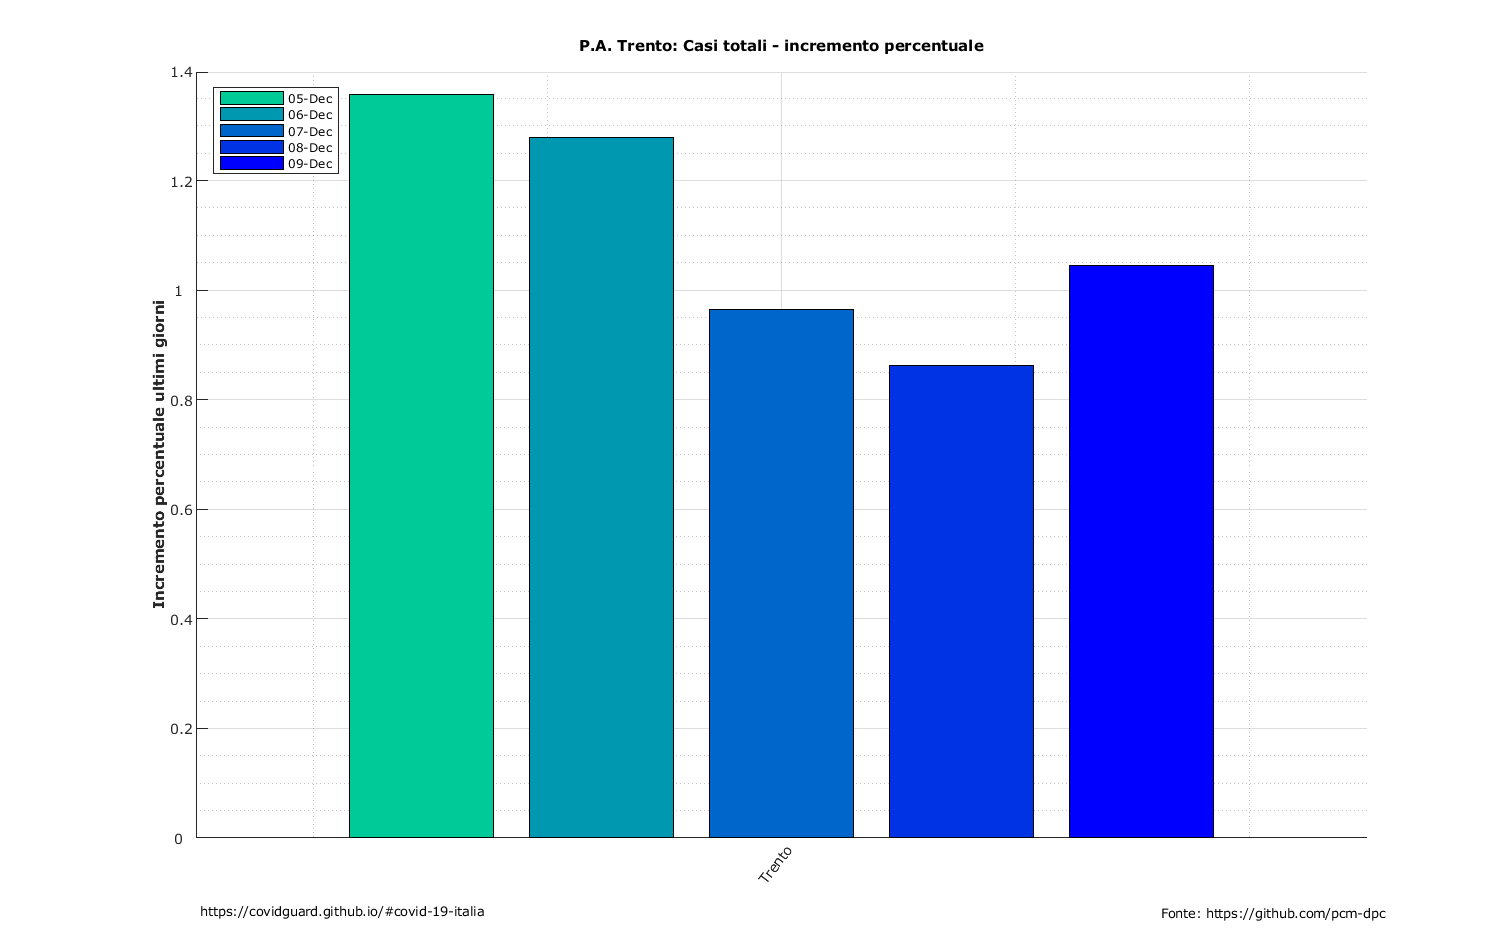 P.A. Trento: Casi totali - incremento percentuale
1.4
1.2
1
0.8
0.6
0.4
0.2
0
Incremento percentuale ultimi giorni
05-Dec
06-Dec
07-Dec
08-Dec
09-Dec
Trento
https://covidguard.github.io/#covid-19-italia
Fonte: https://github.com/pcm-dpc